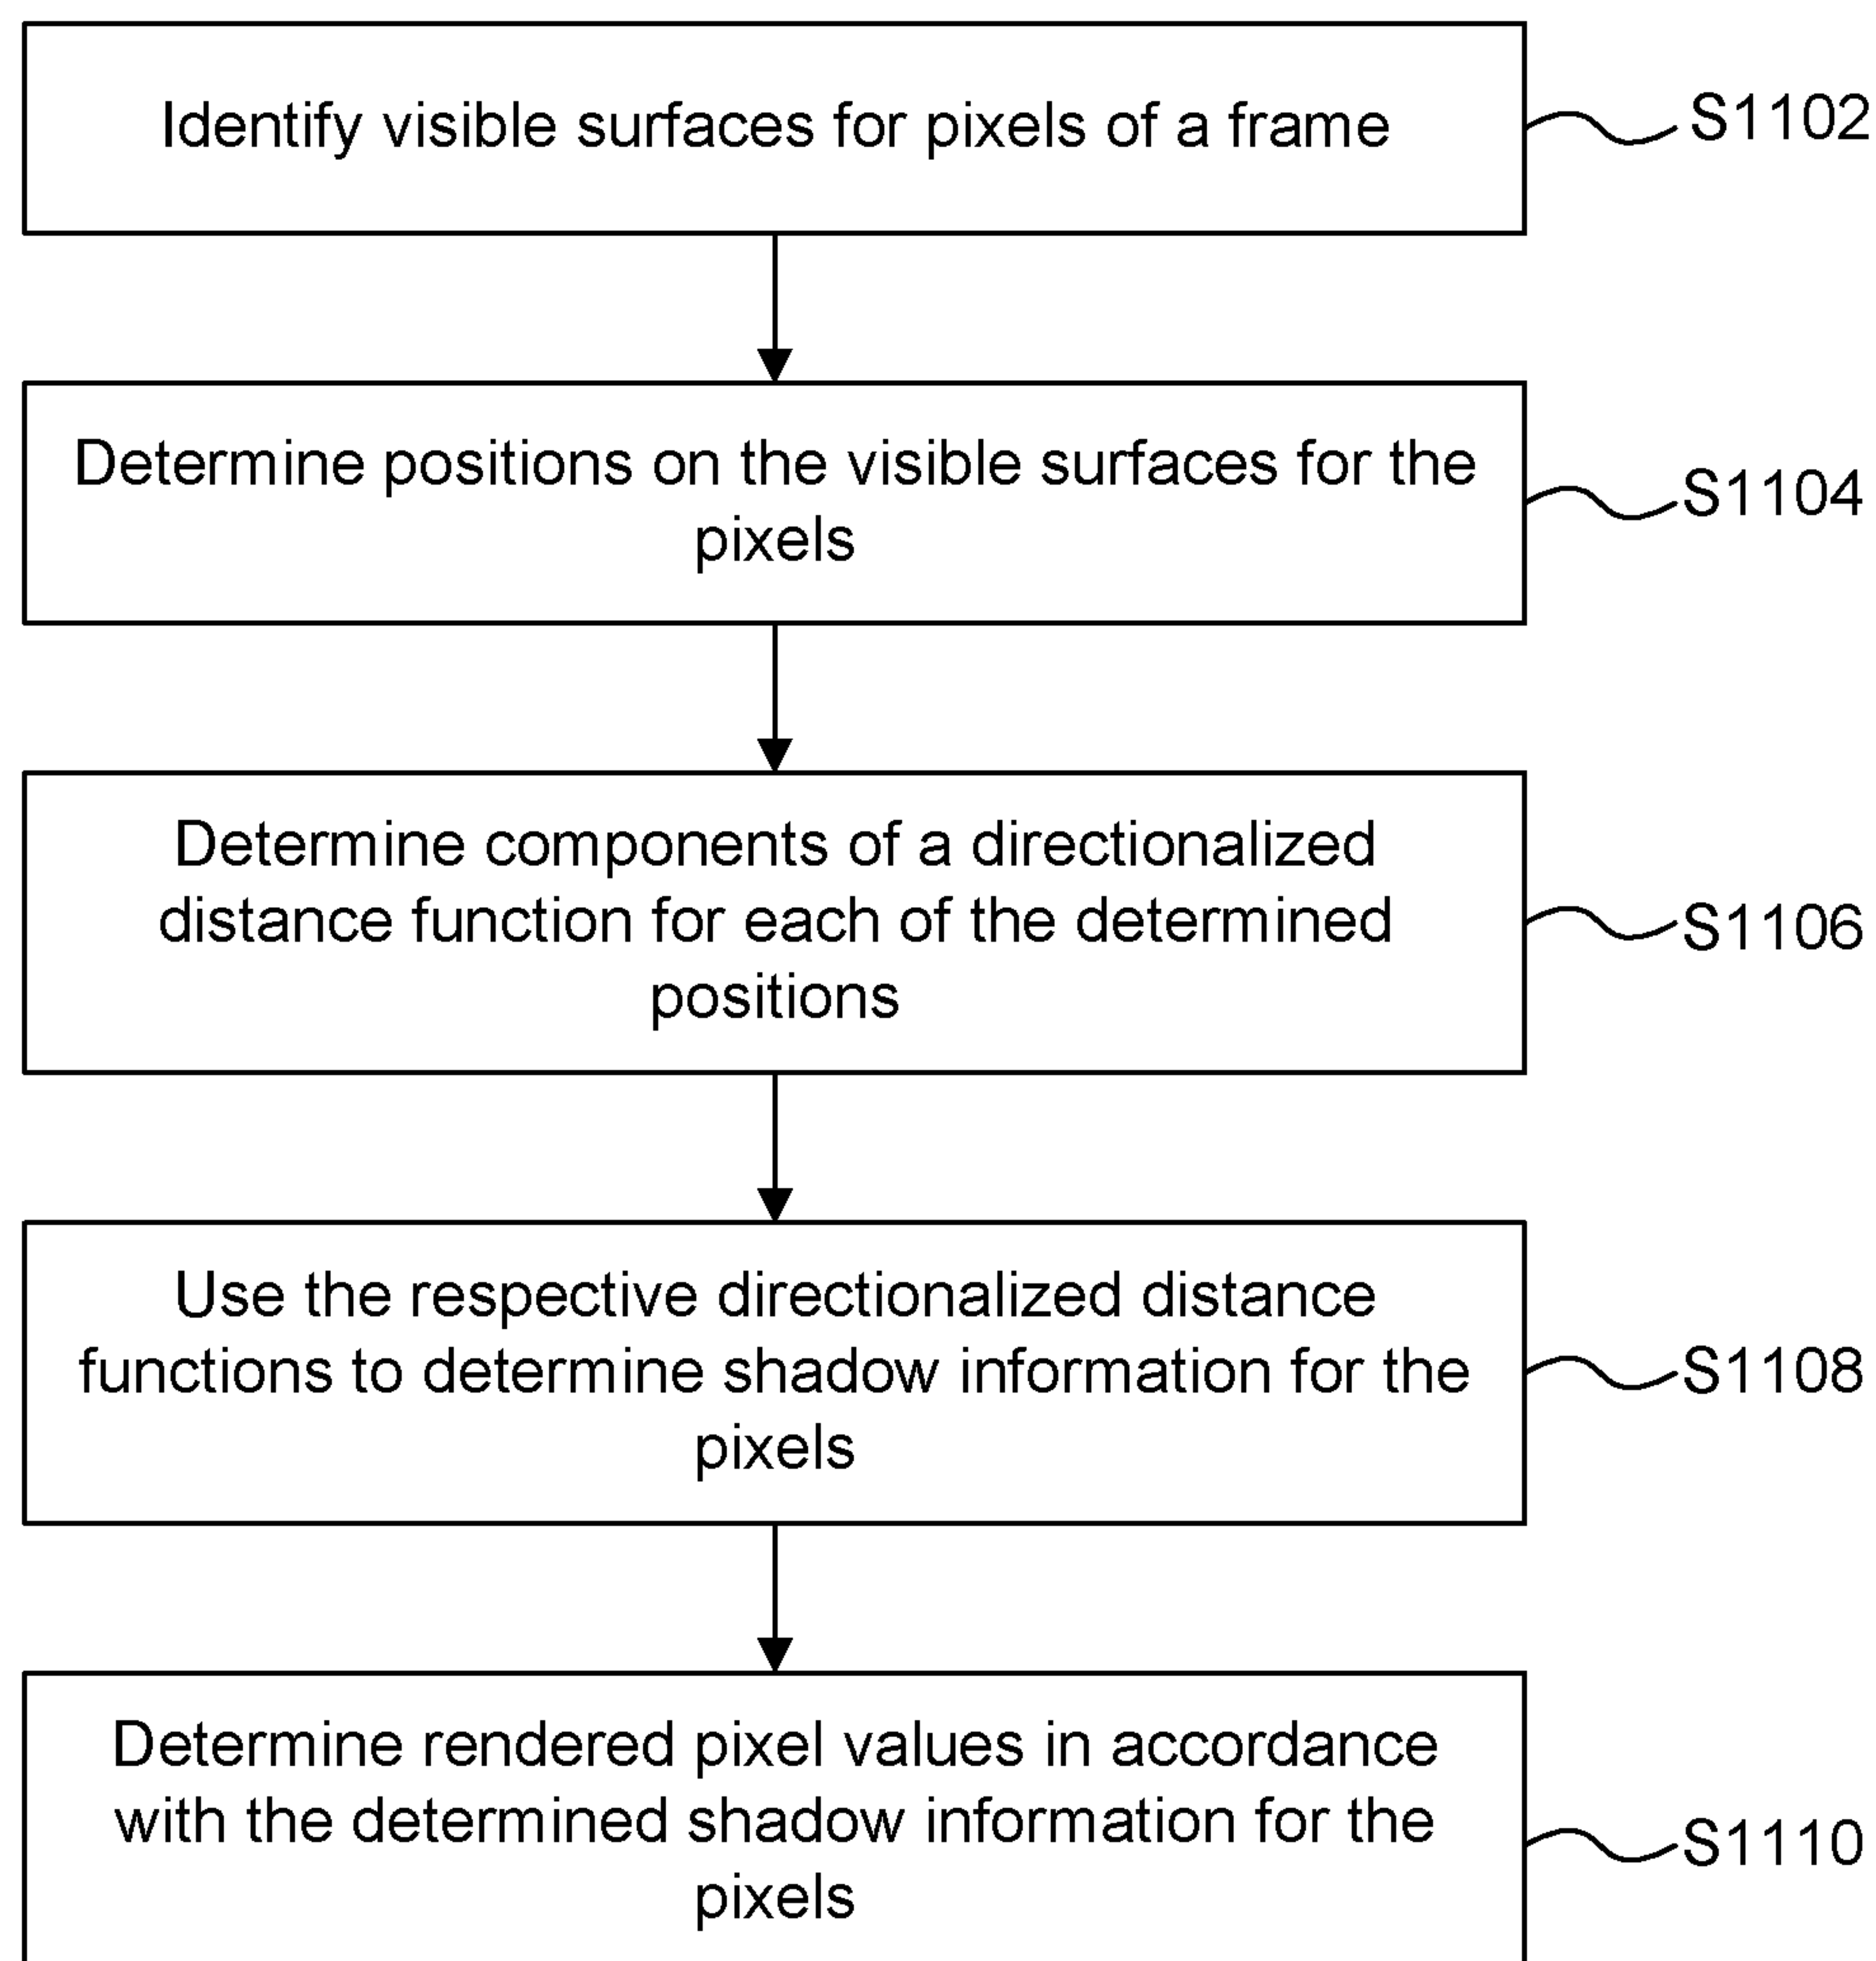 Identify visible surfaces for pixels of a frame
S1102
Determine positions on the visible surfaces for the
pixels
S1104
Determine components of a directionalized
distance function for each of the determined
positions
S1106
Use the respective directionalized distance
functions to determine shadow information for the
pixels
S1108
Determine rendered pixel values in accordance
with the determined shadow information for the
pixels
S1110